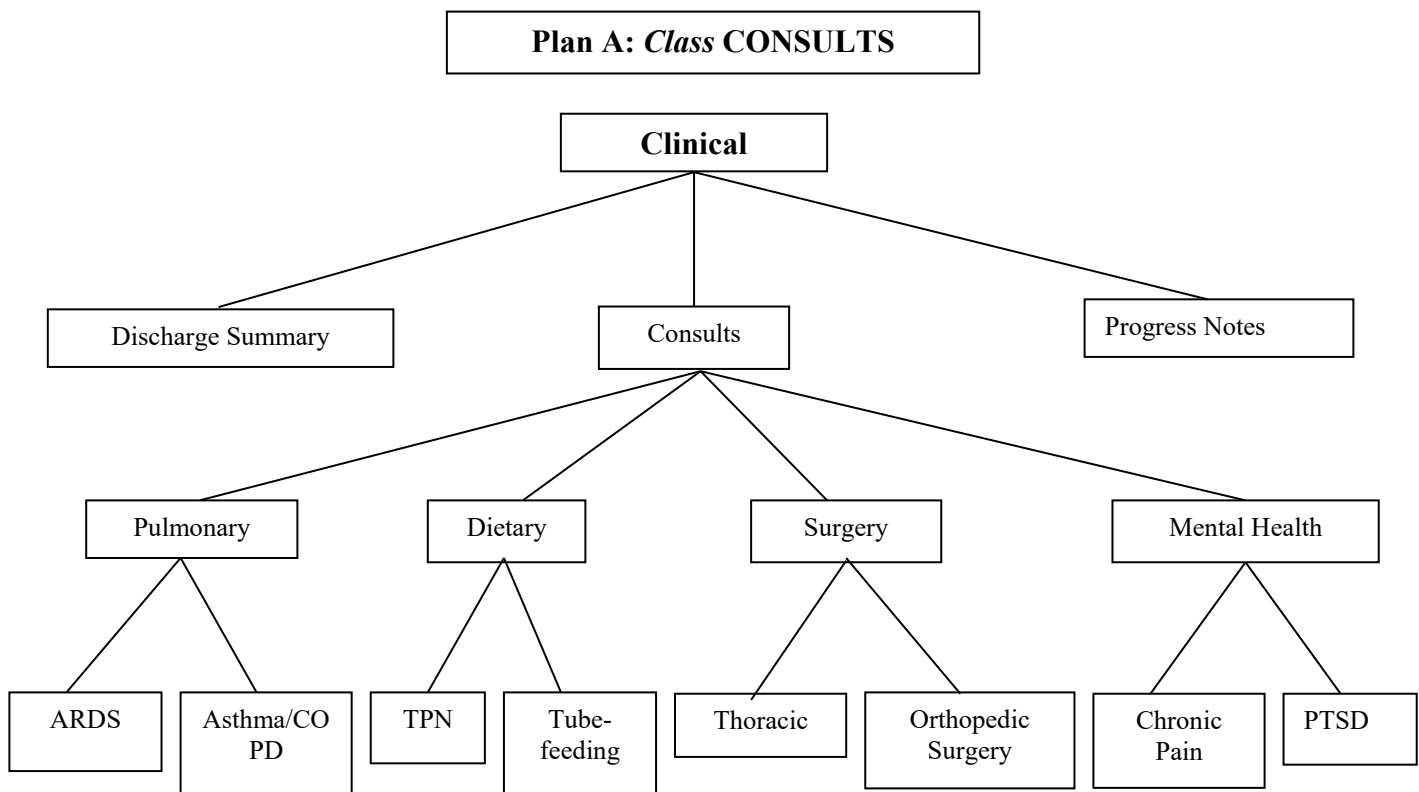 Plan A: Class CONSULTS
Clinical
Discharge Summary
Consults
Progress Notes
Pulmonary
Dietary
Surgery
Mental Health
ARDS
Asthma/CO
PD
TPN
Tube-
feeding
Thoracic
Orthopedic
Surgery
Chronic
Pain
PTSD